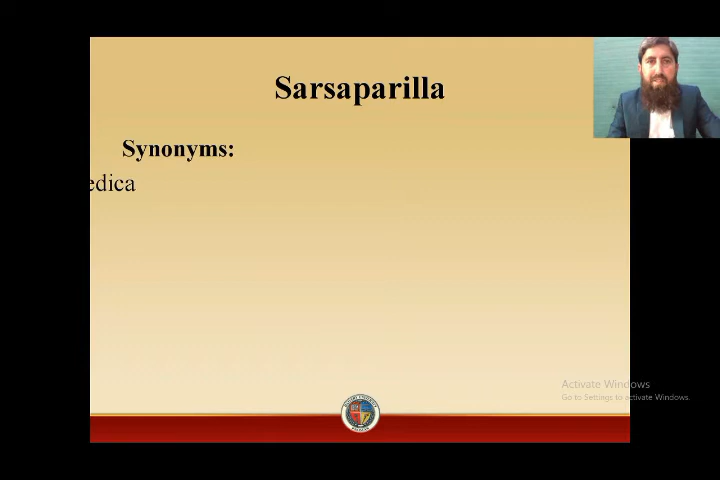 Sarsaparilla
Synonyms:
edica
Activate Windows
Go to Settings to activate Windows.